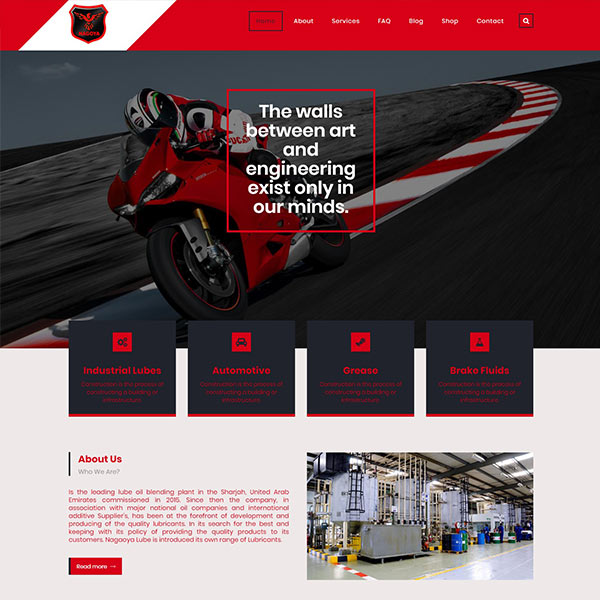 NAGOYA
Home About Services FAQ Blog Shop Contact
The walls
between art
and
engineering
exist only in
our minds.
DUCATI
Industrial Lubes
Construction is the process of
constructing a building or
infrastructure.
Automotive
Construction is the process of
constructing a building or
infrastructure.
Grease
Construction is the process of
constructing a building or
infrastructure.
Brake Fluids
Construction is the process of
constructing a building or
infrastructure.
About Us
Who We Are?
Is the leading lube oil blending plant in the Sharjah, United Arab
Emirates commissioned in 2015. Since then the company, in
association with major national oil companies and international
additive Supplier's, has been at the forefront of development and
producing of the quality lubricants. In its search for the best and
keeping with its policy of providing the quality products to its
customers. Nagaoya Lube is introduced its own range of Lubricants.
Read more →